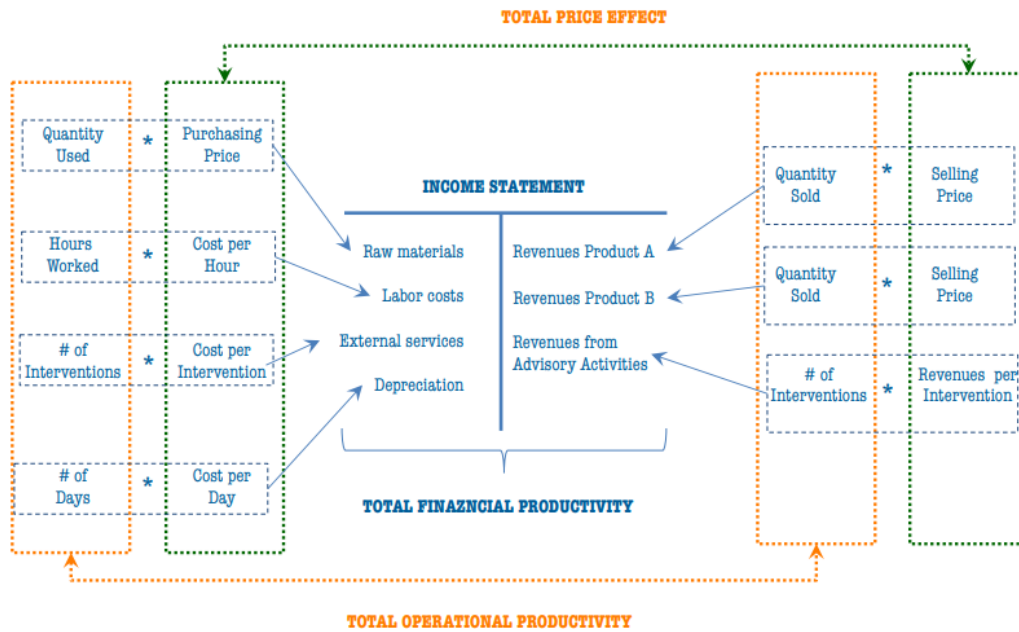 TOTAL PRICE EFFECT
Quantity
Used
*
Purchasing
Price
Hours
Worked
*
Cost per
Hour
# of
Interventions
*
Cost per
Intervention
# of
Days
*
Cost per
Day
INCOME STATEMENT
Raw materials
Labor costs
External services
Depreciation
Revenues Product A
Revenues Product B
Revenues from
Advisory Activities
TOTAL FINAZNCIAL PRODUCTIVITY
Quantity
Sold
*
Selling
Price
Quantity
Sold
*
Selling
Price
# of
Interventions
*
Revenues per
Intervention
TOTAL OPERATIONAL PRODUCTIVITY